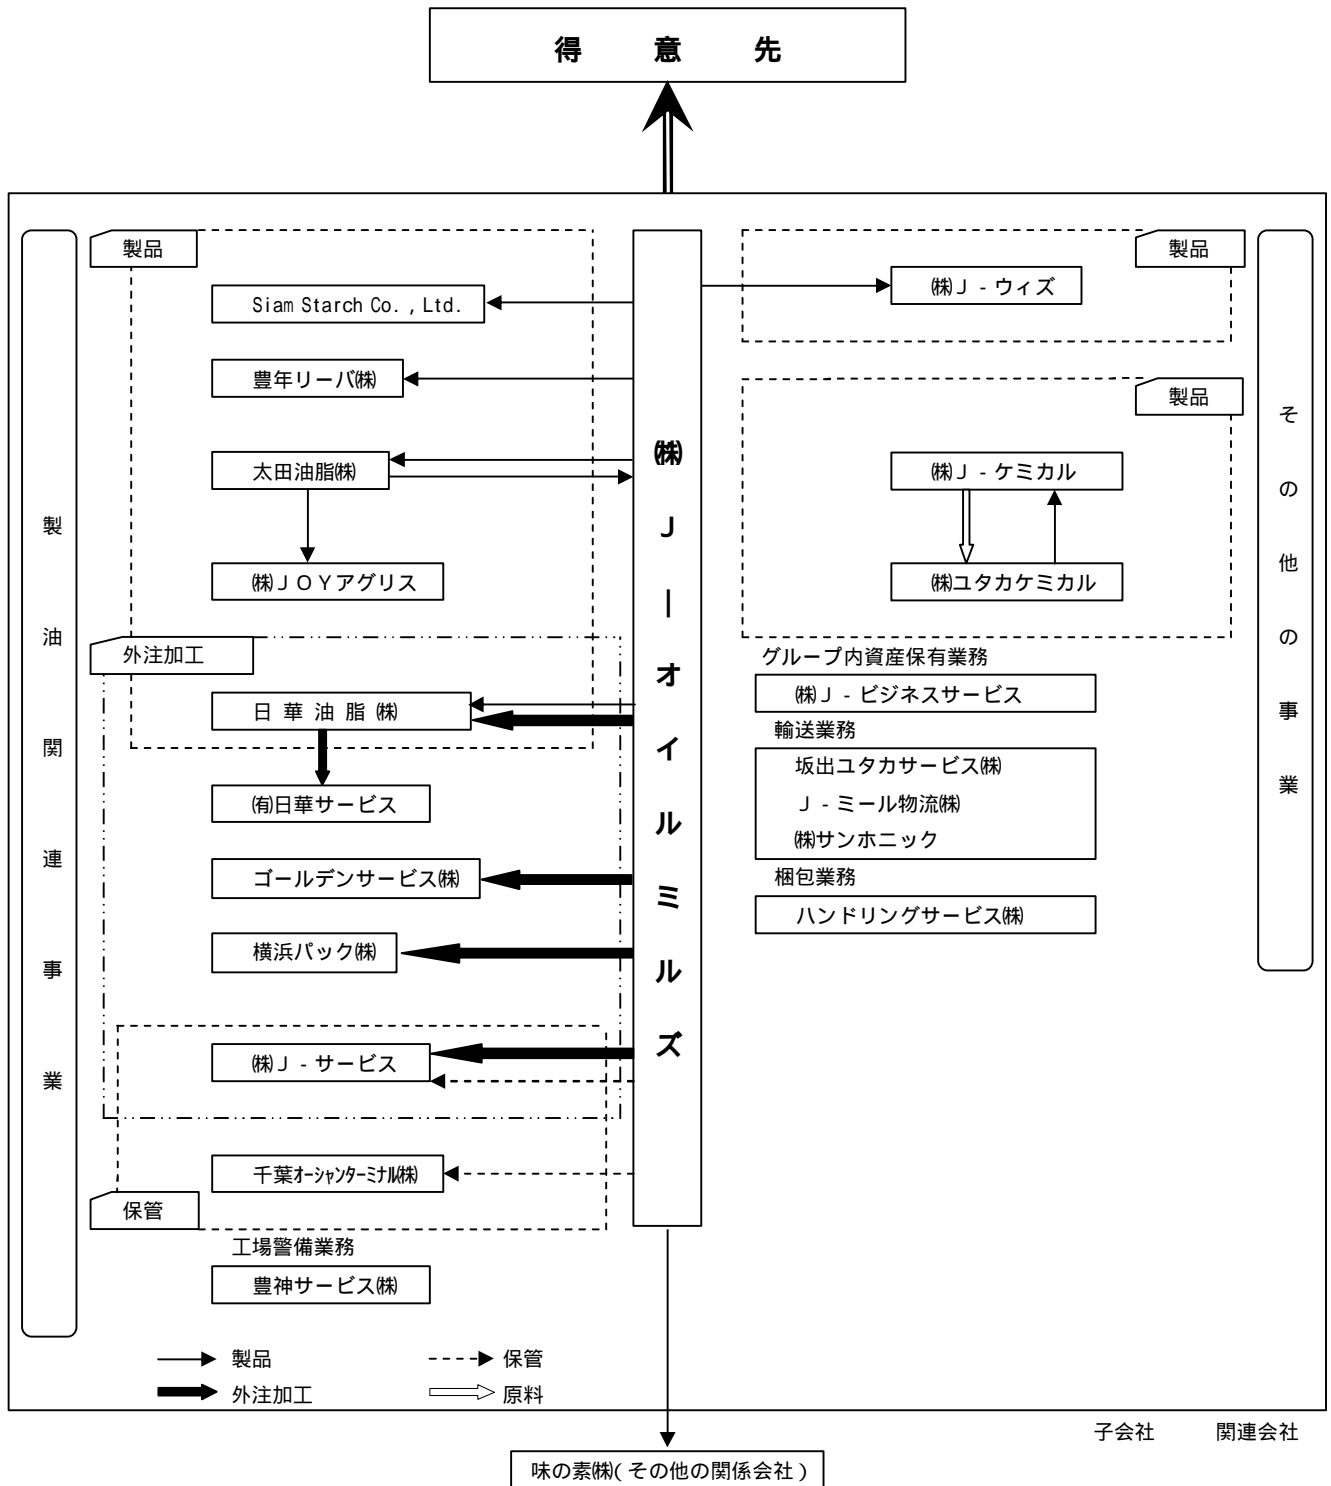 得意先
製品
Siam Starch Co., Ltd.
豊年リーバ㈱
太田油脂㈱
㈱JOYアグリス
外注加工
日華油脂㈱
㈲日華サービス
ゴールデンサービス㈱
横浜パック㈱
㈱J-サービス
千葉オーシャンターミナル㈱
保管
工場警備業務
豊神サービス㈱
製油関連事業
㈱Jーオイルミルズ
製品
㈱J-ウィズ
製品
㈱J-ケミカル
㈱ユタカケミカル
グループ内資産保有業務
㈱J-ビジネスサービス
輸送業務
坂出ユタカサービス㈱
J-ミール物流㈱
㈱サンホニック
梱包業務
ハンドリングサービス㈱
その他の事業
製品
保管
外注加工
原料
子会社 関連会社
味の素㈱(その他の関係会社)